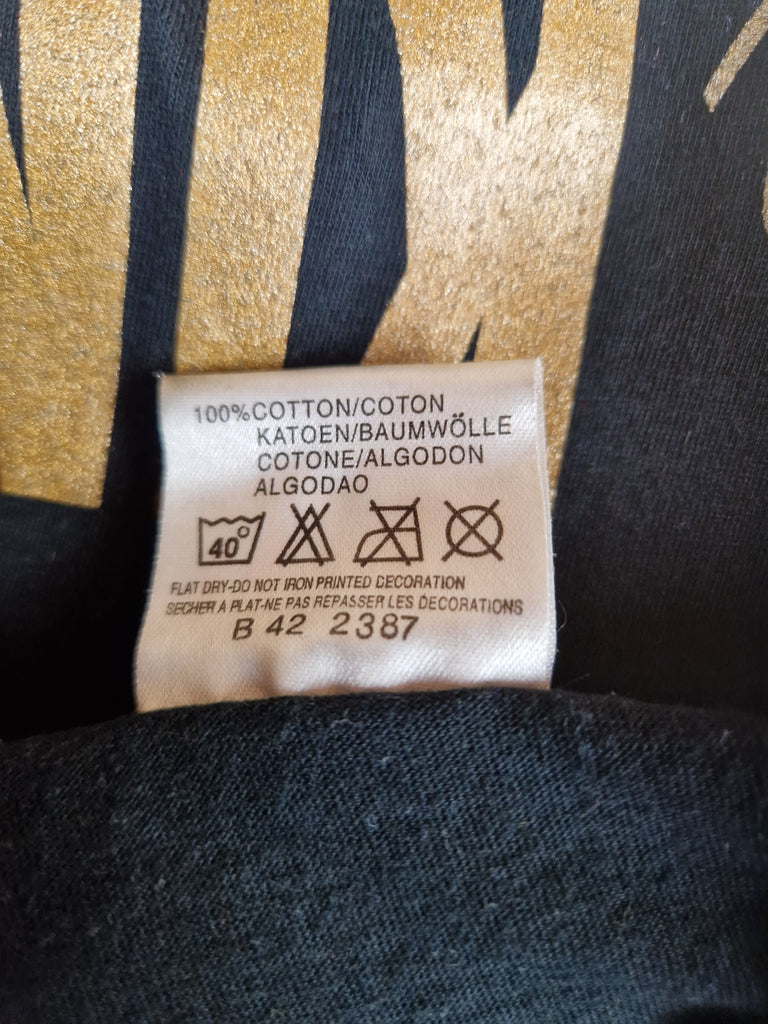 100%COTTON/COTON
KATOEN/BAUMWÖLLE
COTONE/ALGODON
ALGODAO
40°
FLAT DRY-DO NOT IRON PRINTED DECORATION
SECHER A PLAT-NE PAS REPASSER LES DECORATIONS
B 42 2387